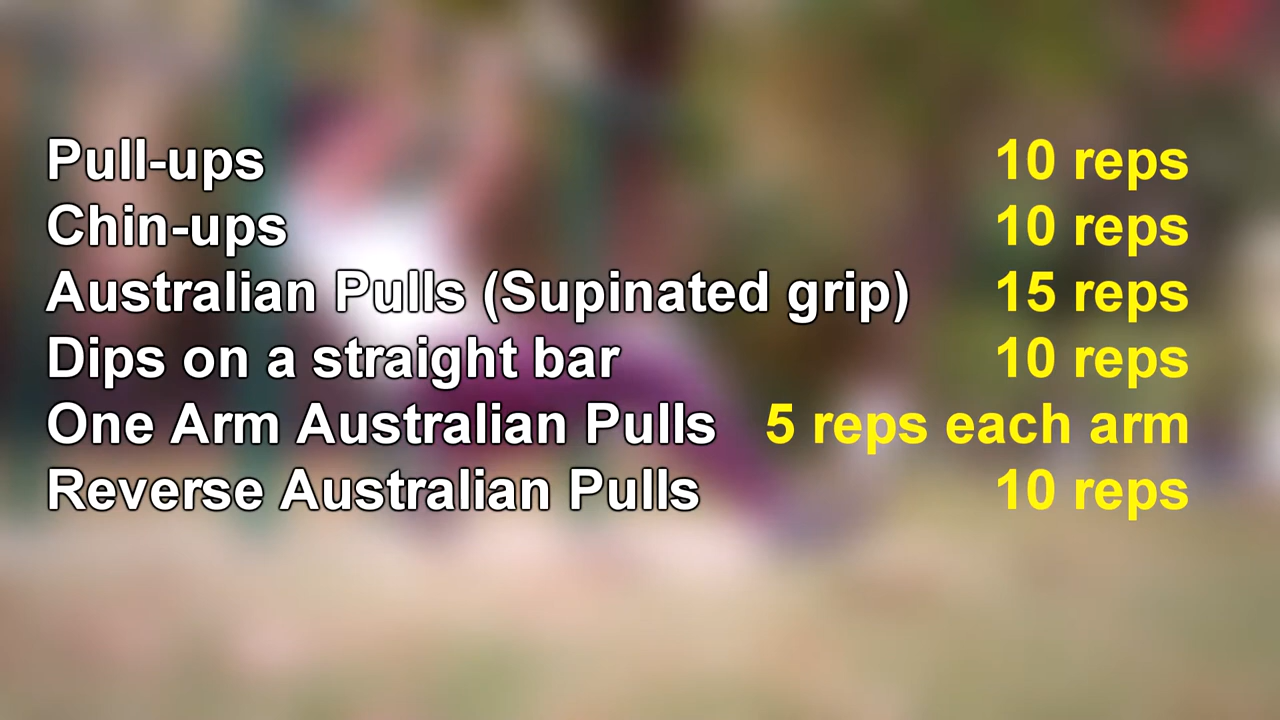 Pull-ups 10 reps
Chin-ups 10 reps
Australian Pulls (Supinated grip) 15 reps
Dips on a straight bar 10 reps
One Arm Australian Pulls 5 reps each arm
Reverse Australian Pulls 10 reps